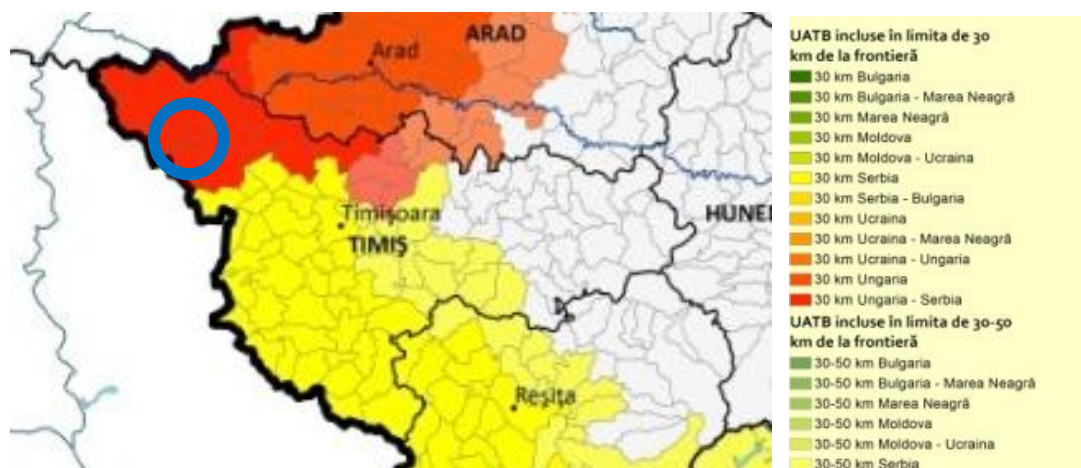 ARAD
Arad
Timișoara
TIMIȘ
HUNE
Reșița
UATB incluse în limita de 30
km de la frontieră
30 km Bulgaria
30 km Bulgaria - Marea Neagră
30 km Marea Neagră
30 km Moldova
30 km Moldova - Ucraina
30 km Serbia
30 km Serbia - Bulgaria
30 km Ucraina
30 km Ucraina - Marea Neagră
30 km Ucraina - Ungaria
30 km Ungaria
30 km Ungaria - Serbia
UATB incluse în limita de 30-50
km de la frontieră
30-50 km Bulgaria
30-50 km Bulgaria - Marea Neagră
30-50 km Marea Neagră
30-50 km Moldova
30-50 km Moldova - Ucraina
30-50 km Serbia